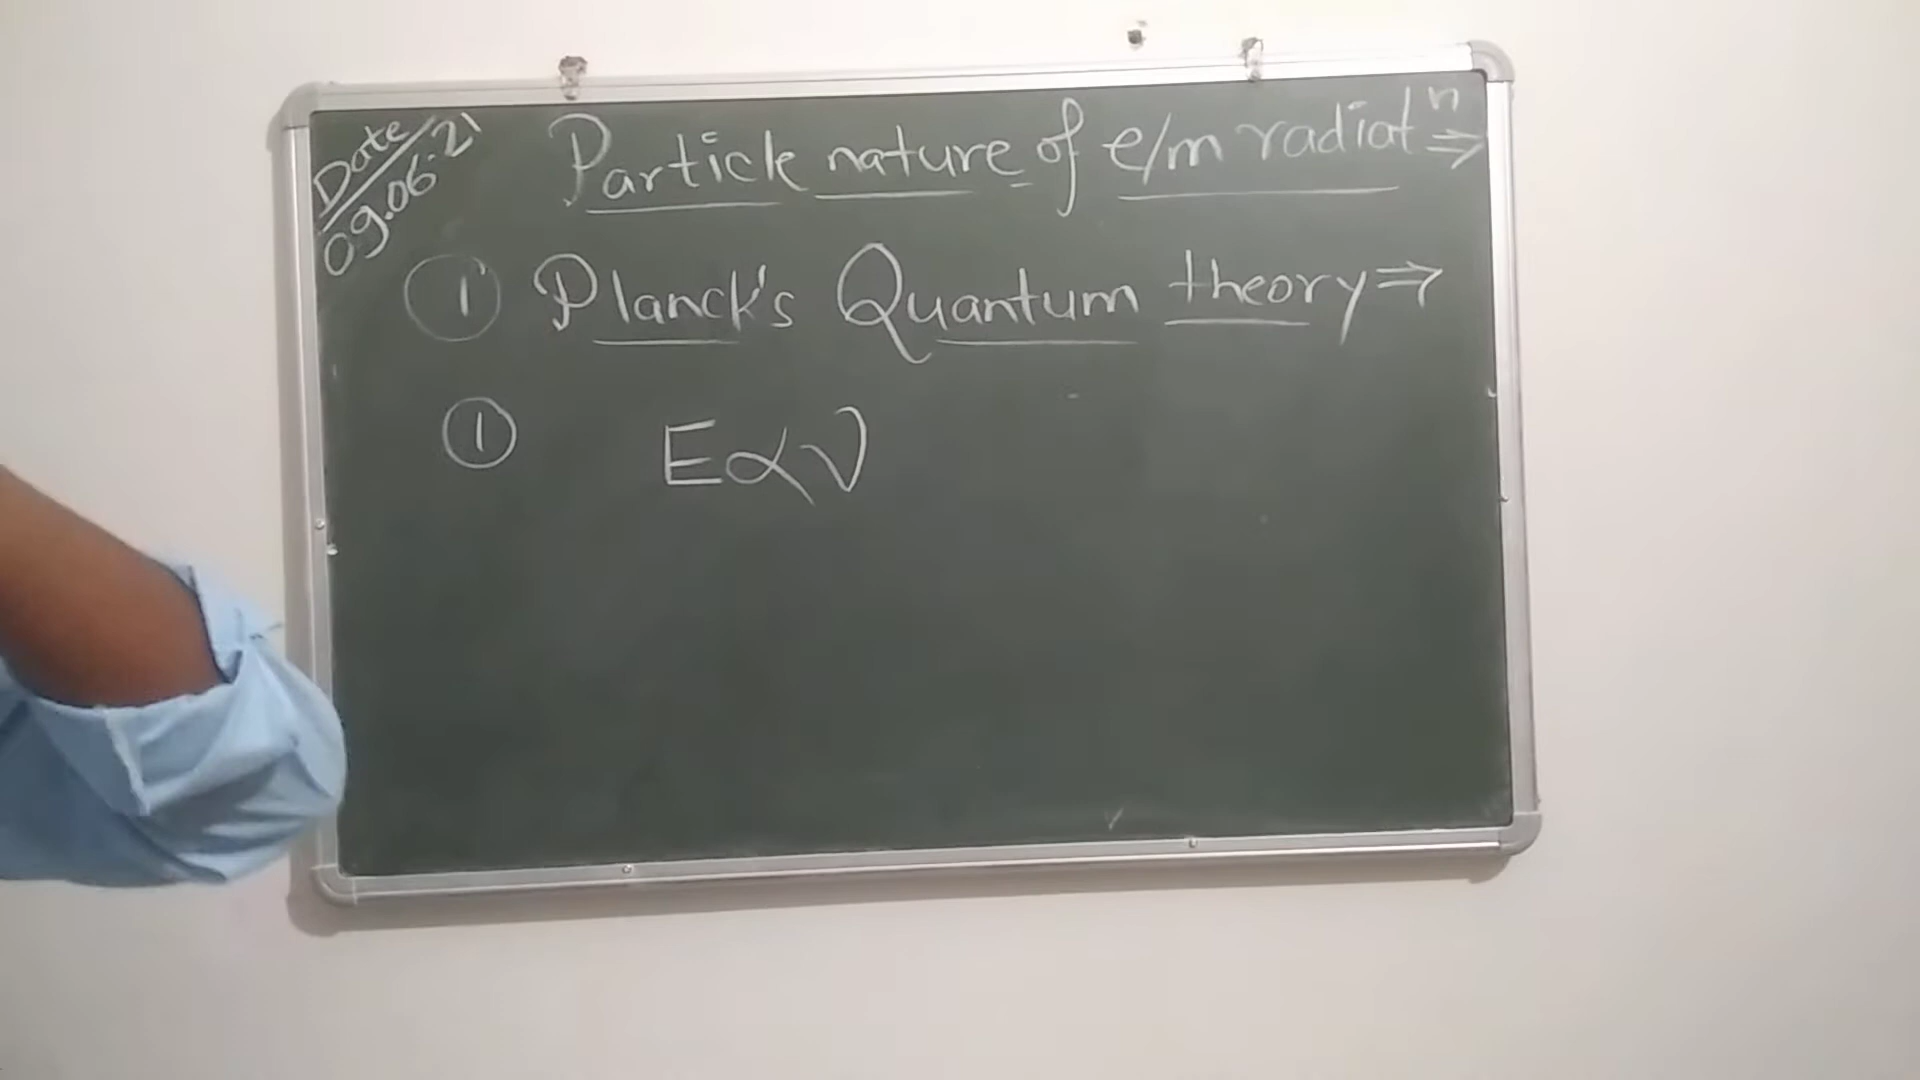 Date
09.06.21
Particle nature of e/m radiatⁿ ⇒
① Planck's Quantum theory ⇒
① E∝ν